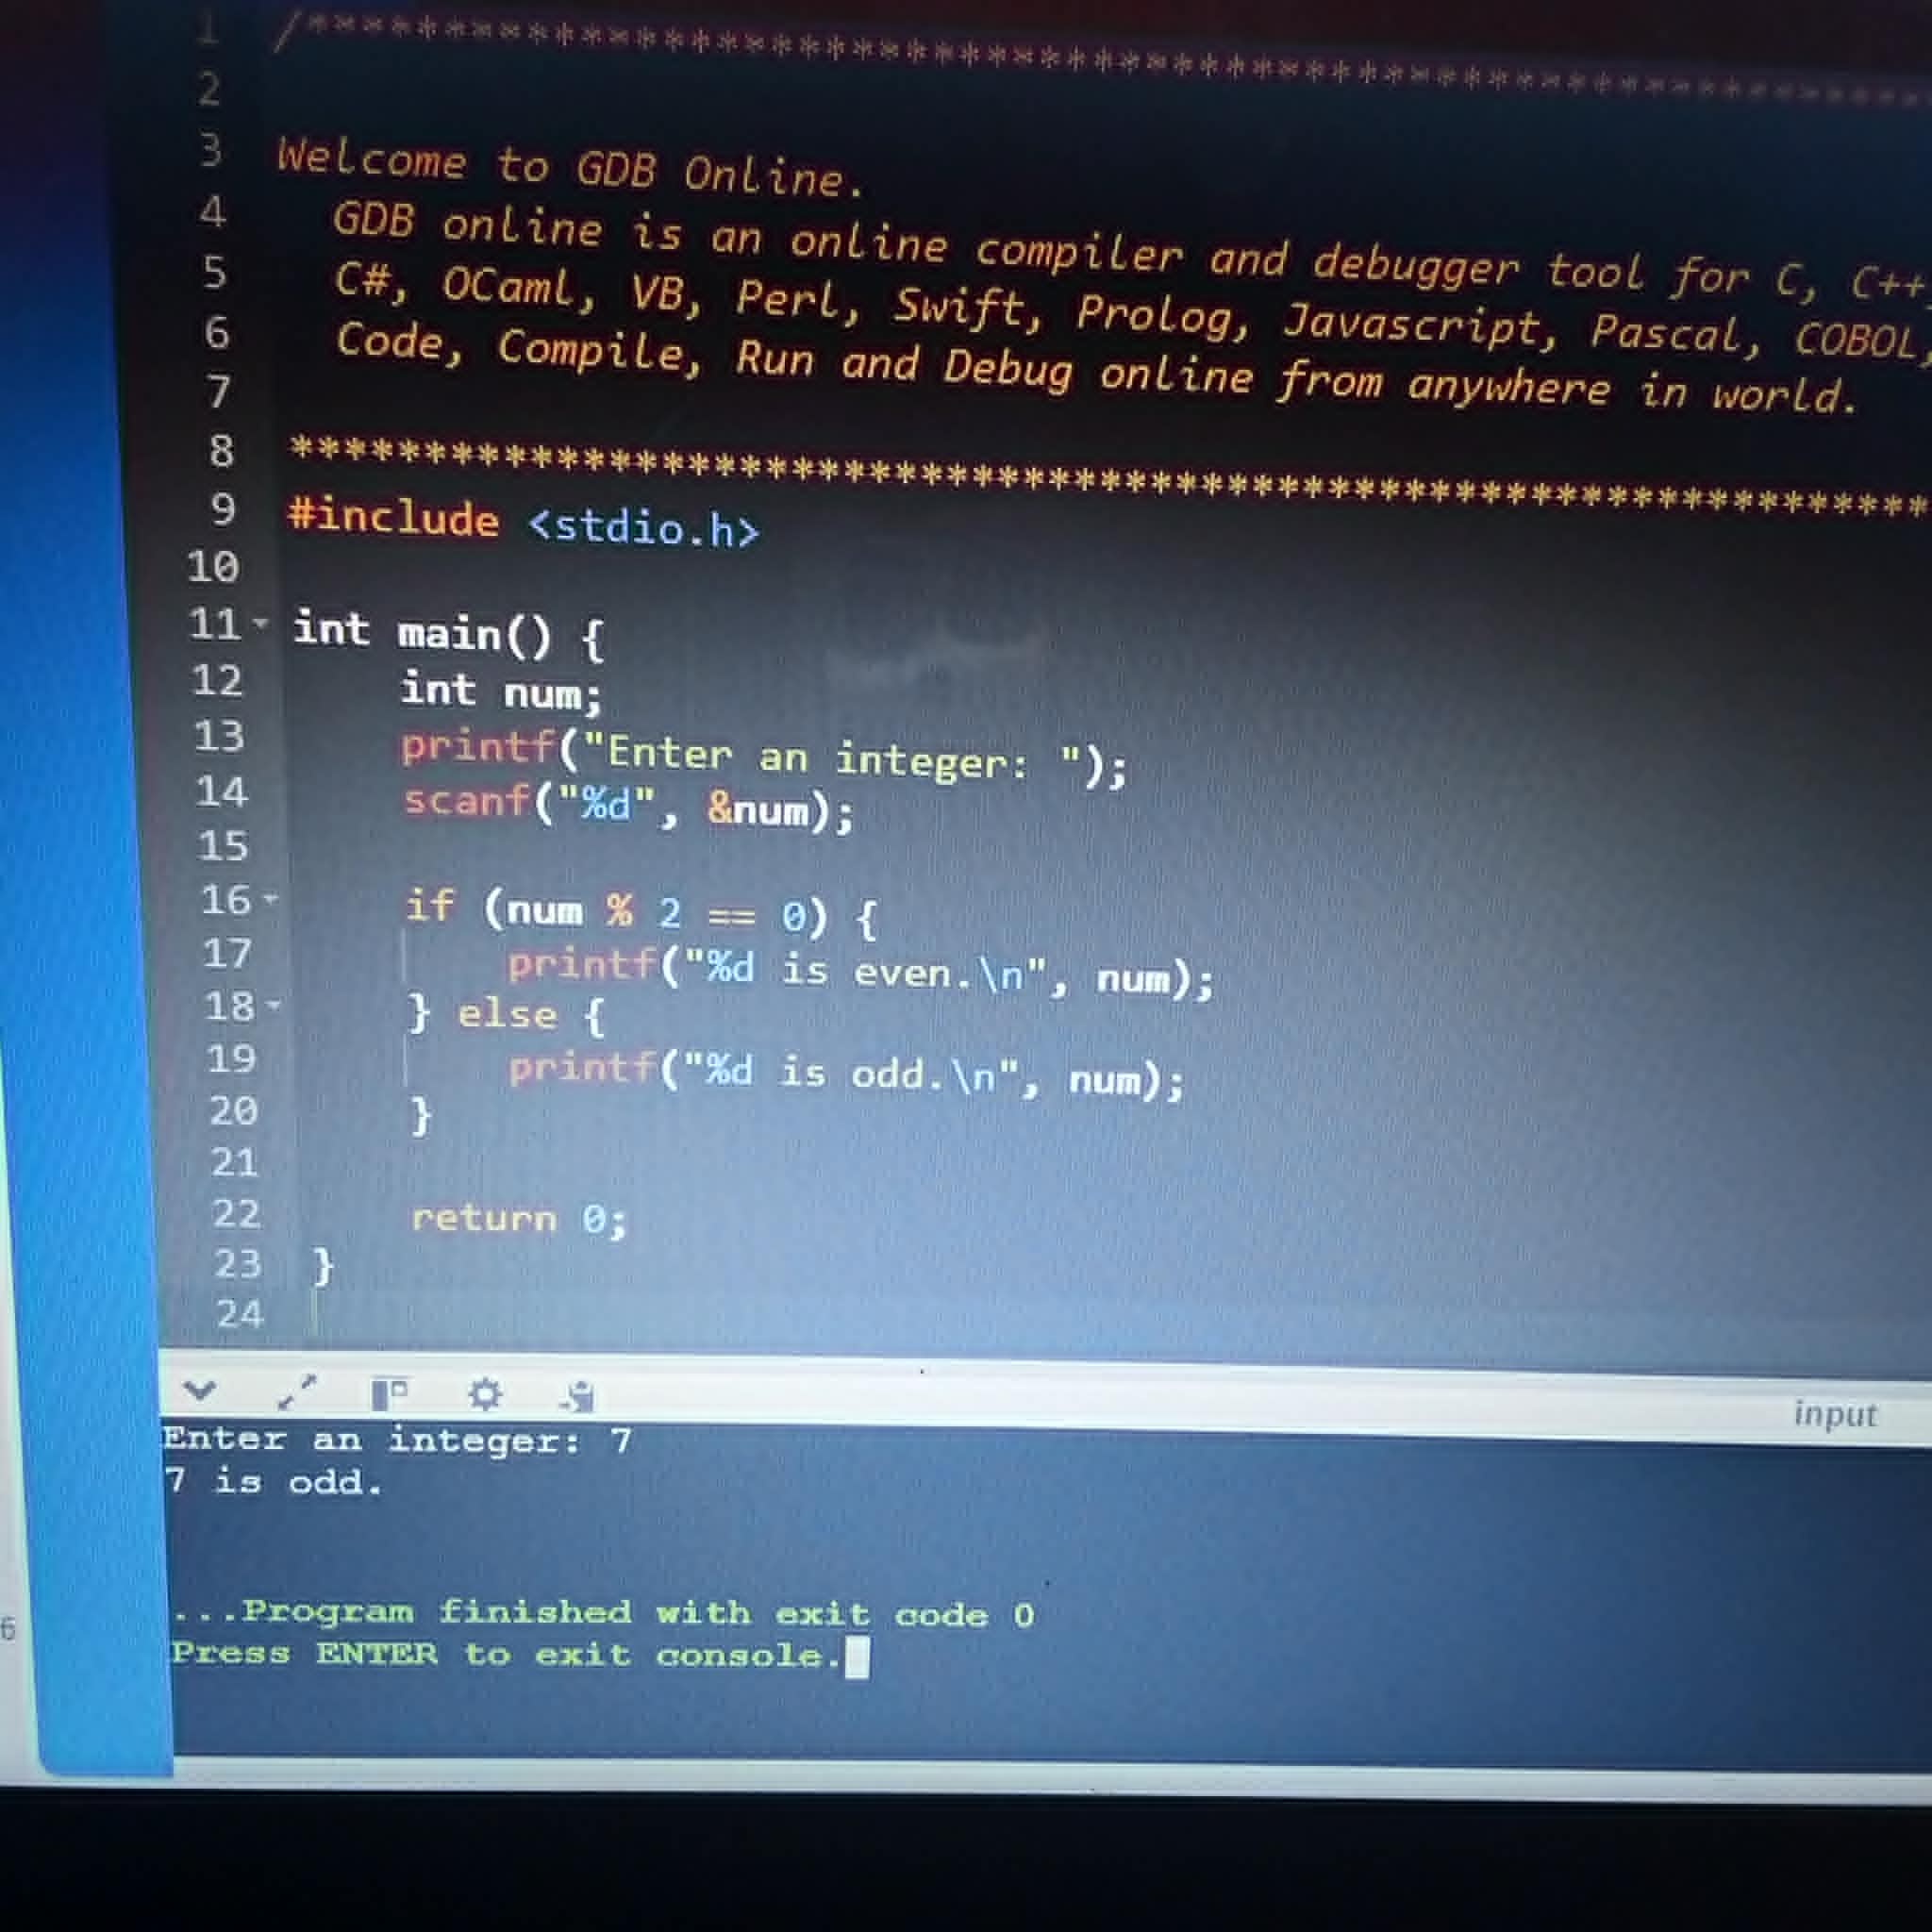 1 /************************************************************
2
3 Welcome to GDB Online.
4 GDB online is an online compiler and debugger tool for C, C++
5 C#, OCaml, VB, Perl, Swift, Prolog, Javascript, Pascal, COBOL,
6 Code, Compile, Run and Debug online from anywhere in world.
7
8 **************************************************************
9 #include <stdio.h>
10
11 int main() {
12 int num;
13 printf("Enter an integer: ");
14 scanf("%d", &num);
15
16 if (num % 2 == 0) {
17 printf("%d is even.\n", num);
18 } else {
19 printf("%d is odd.\n", num);
20 }
21
22 return 0;
23 }
24
input
Enter an integer: 7
7 is odd.
...Program finished with exit code 0
Press ENTER to exit console.
6